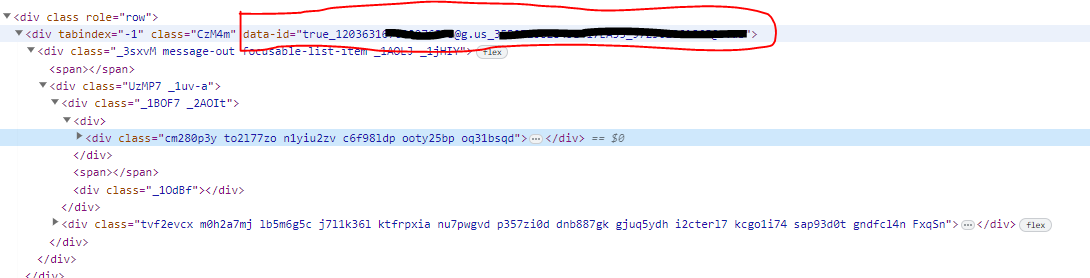 <div class role="row">
<div tabindex="-1" class="CzM4m" data-id="true_12036316 @g.us_ ">
<div class="_3sxvM message-out focusable-list-item _1AOLJ _1jHIY"> flex
<span></span>
<div class="UzMP7 _1uv-a">
<div class="_1BOF7 _2AOIt">
<div>
<div class="cm280p3y to2l77zo n1yiu2zv c6f98ldp ooty25bp oq31bsqd"> … </div> == $0
</div>
<span></span>
<div class="_1OdBf"></div>
</div>
<div class="tvf2evcx m0h2a7mj lb5m6g5c j7l1k36l ktfrpxia nu7pwgvd p357zi0d dnb887gk gjuq5ydh i2cterl7 kcgo1i74 sap93d0t gndfcl4n FxqSn"> … </div> flex
</div>
</div>
</div>